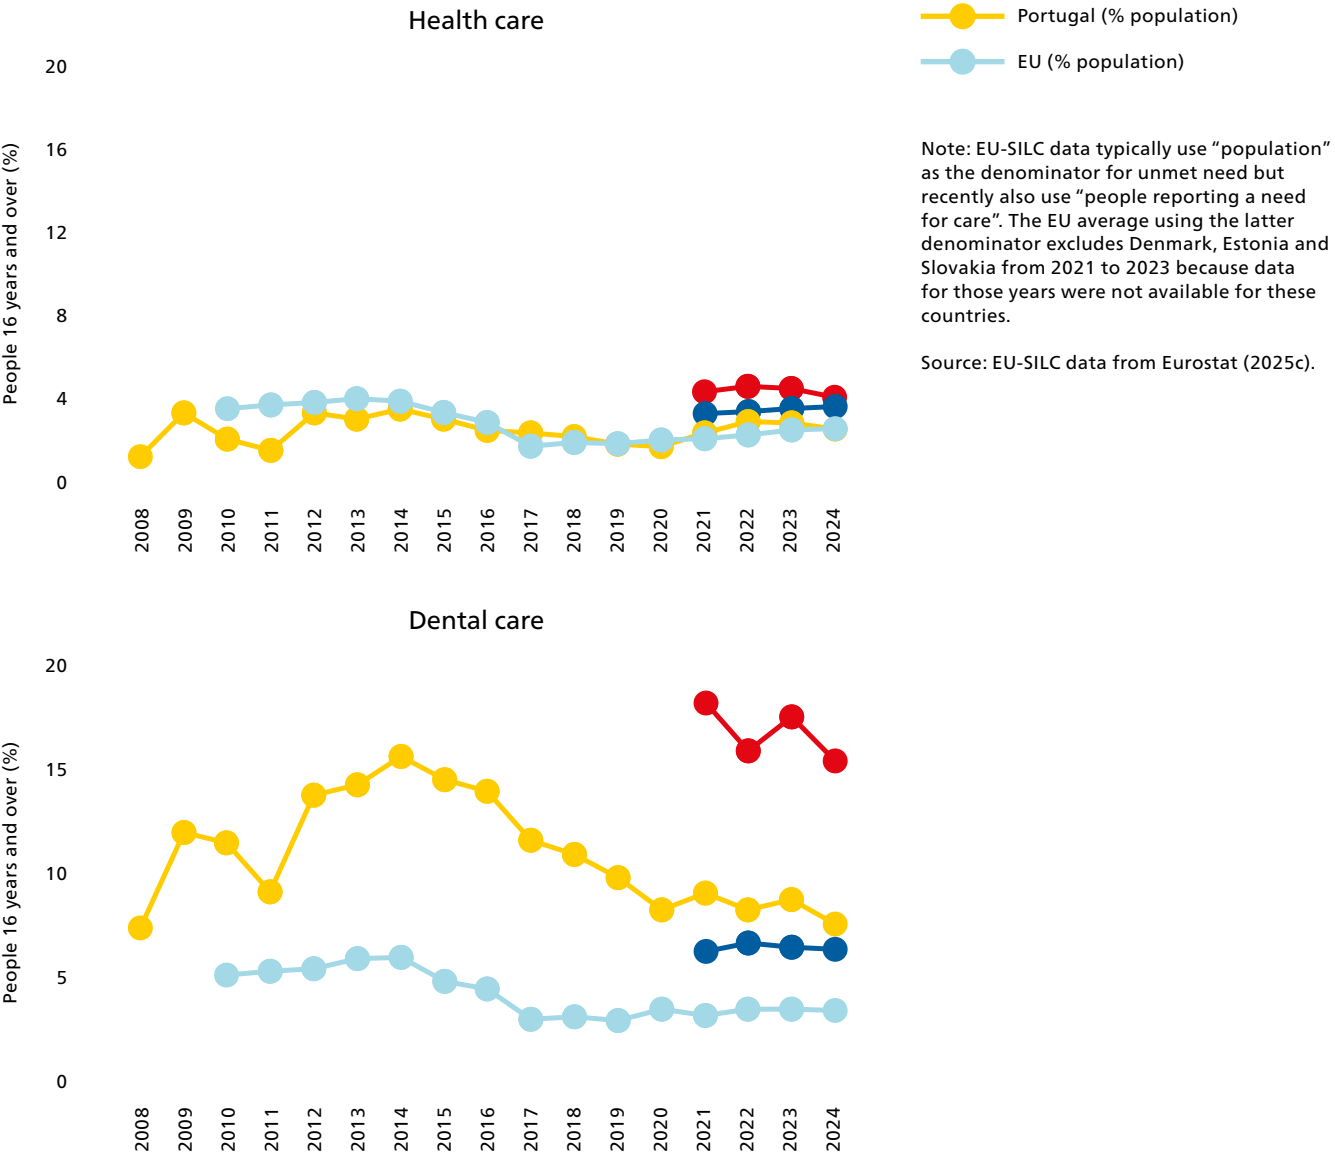 Health care
Portugal (% population)
EU (% population)
Note: EU-SILC data typically use “population”
as the denominator for unmet need but
recently also use “people reporting a need
for care”. The EU average using the latter
denominator excludes Denmark, Estonia and
Slovakia from 2021 to 2023 because data
for those years were not available for these
countries.
Source: EU-SILC data from Eurostat (2025c).
People 16 years and over (%)
20
16
12
8
4
0
2008 2009 2010 2011 2012 2013 2014 2015 2016 2017 2018 2019 2020 2021 2022 2023 2024
Dental care
People 16 years and over (%)
20
15
10
5
0
2008 2009 2010 2011 2012 2013 2014 2015 2016 2017 2018 2019 2020 2021 2022 2023 2024